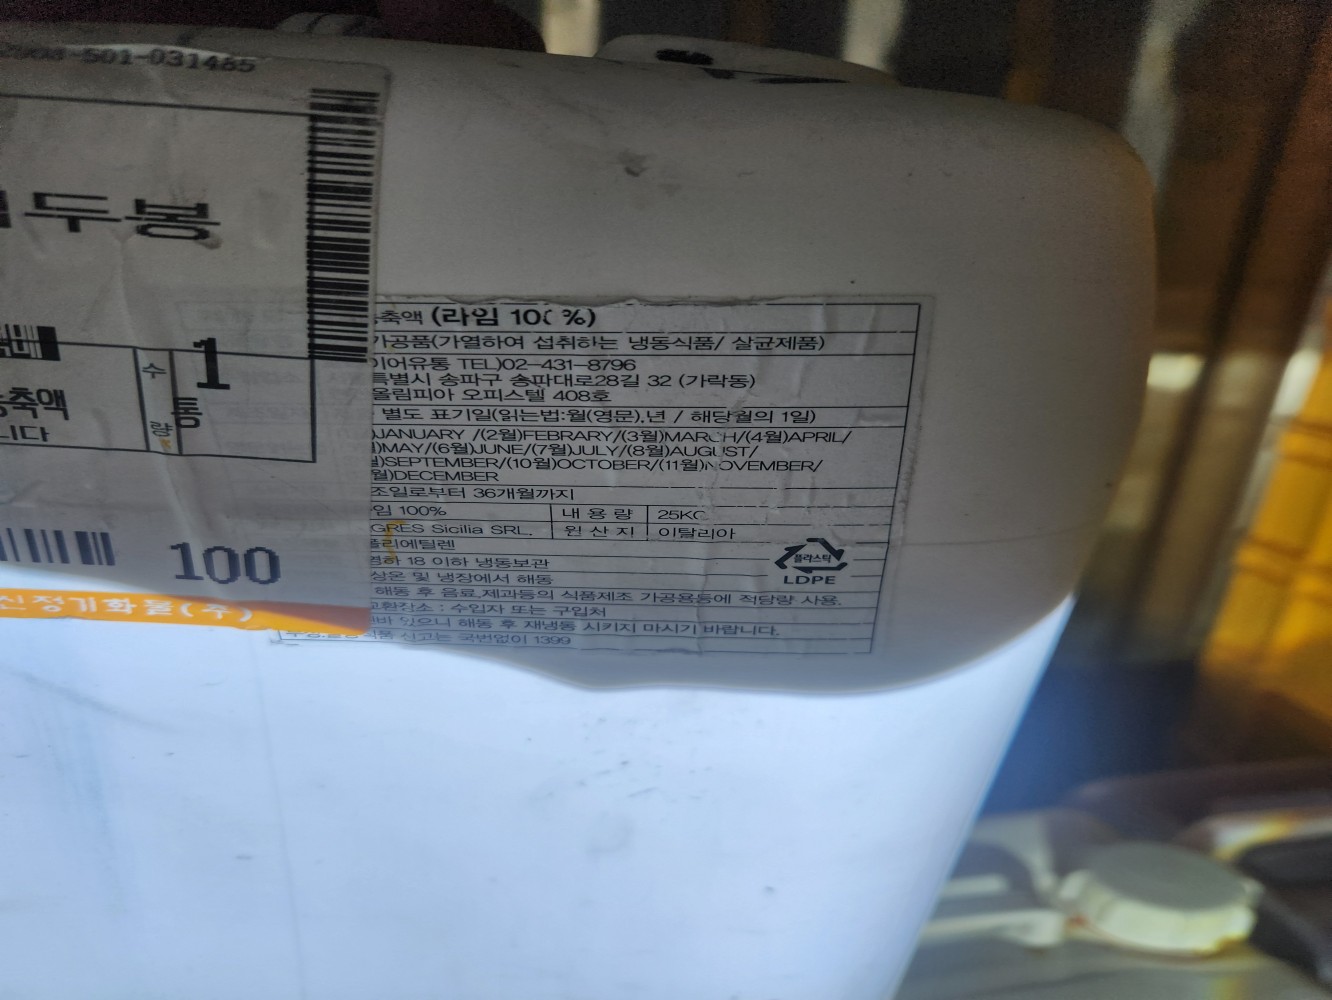 501-031465
두봉
수량
1
통
축액
니다
100
신정기화물(주)
축액 (라임 100%)
가공품(가열하여 섭취하는 냉동식품/ 살균제품)
이어유통 TEL)02-431-8796
특별시 송파구 송파대로28길 32 (가락동)
올림피아 오피스텔 408호
별도 표기일(읽는법:월(영문),년 / 해당월의 1일)
)JANUARY /(2월)FEBRARY/(3월)MARCH/(4월)APRIL/
)MAY/(6월)JUNE/(7월)JULY/(8월)AUGUST/
)SEPTEMBER/(10월)OCTOBER/(11월)NOVEMBER/
월)DECEMBER
조일로부터 36개월까지
임 100% 내 용 량 25KG
GRES Sicilia SRL. 원 산 지 이탈리아
폴리에틸렌
영하 18 이하 냉동보관
상온 및 냉장에서 해동
해동 후 음료,제과등의 식품제조 가공용등에 적당량 사용.
교환장소 : 수입자 또는 구입처
바 있으니 해동 후 재냉동 시키지 마시기 바랍니다.
식품 신고는 국번없이 1399
플라스틱
LDPE